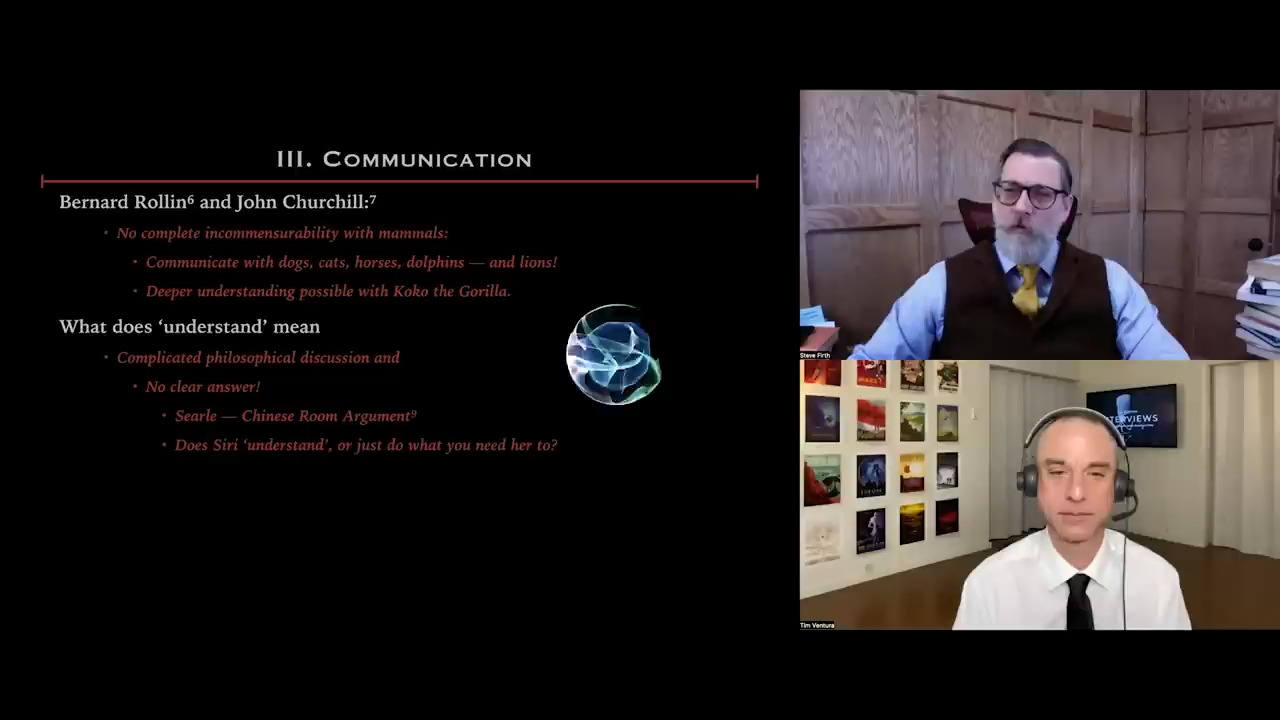 III. Communication
Bernard Rollin⁶ and John Churchill:⁷
• No complete incommensurability with mammals:
• Communicate with dogs, cats, horses, dolphins — and lions!
• Deeper understanding possible with Koko the Gorilla.
What does ‘understand’ mean
• Complicated philosophical discussion and
• No clear answer!
• Searle — Chinese Room Argument⁹
• Does Siri ‘understand’, or just do what you need her to?
Steve Firth
TERVIEWS
Tim Ventura